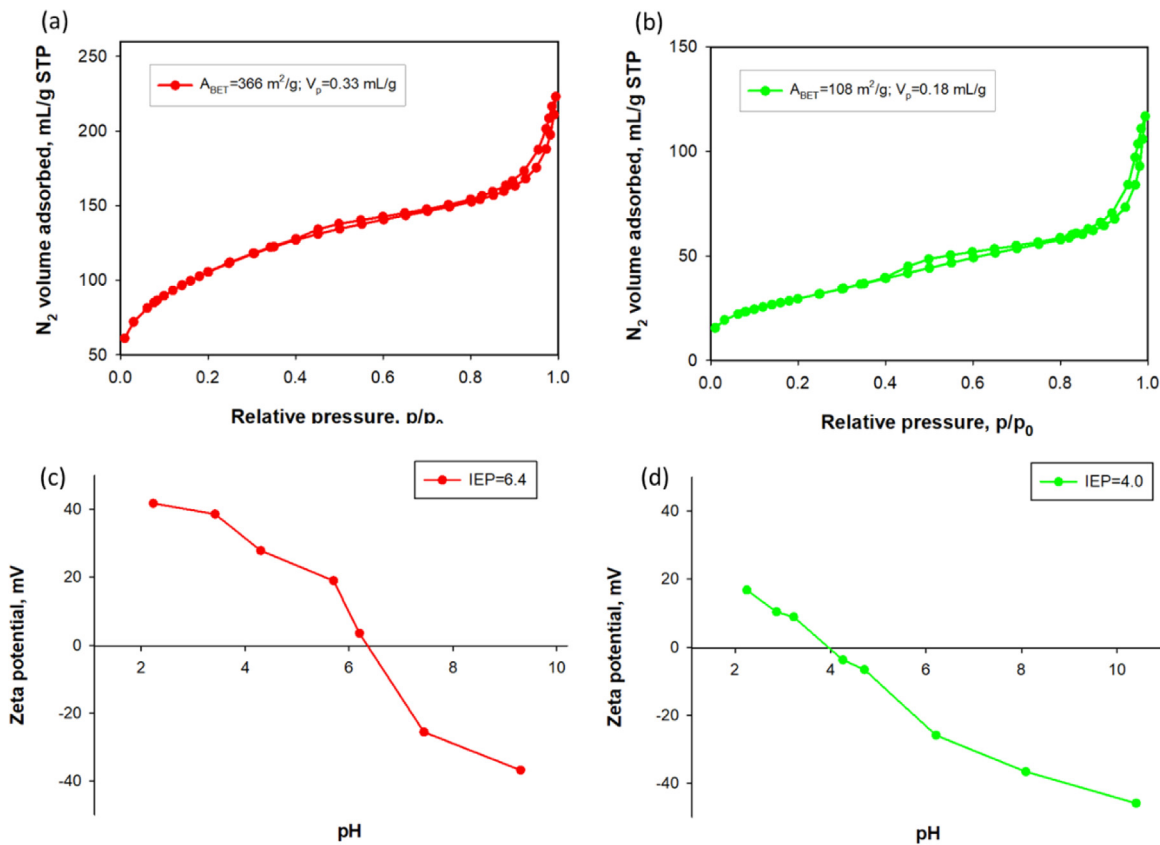 (a)
N₂ volume adsorbed, mL/g STP
250
200
150
100
50
A_BET=366 m²/g; V_p=0.33 mL/g
0.0 0.2 0.4 0.6 0.8 1.0
Relative pressure, p/p₀
(b)
N₂ volume adsorbed, mL/g STP
150
100
50
0
A_BET=108 m²/g; V_p=0.18 mL/g
0.0 0.2 0.4 0.6 0.8 1.0
Relative pressure, p/p₀
(c)
Zeta potential, mV
IEP=6.4
40
20
0
-20
-40
2 4 6 8 10
pH
(d)
Zeta potential, mV
IEP=4.0
40
20
0
-20
-40
2 4 6 8 10
pH